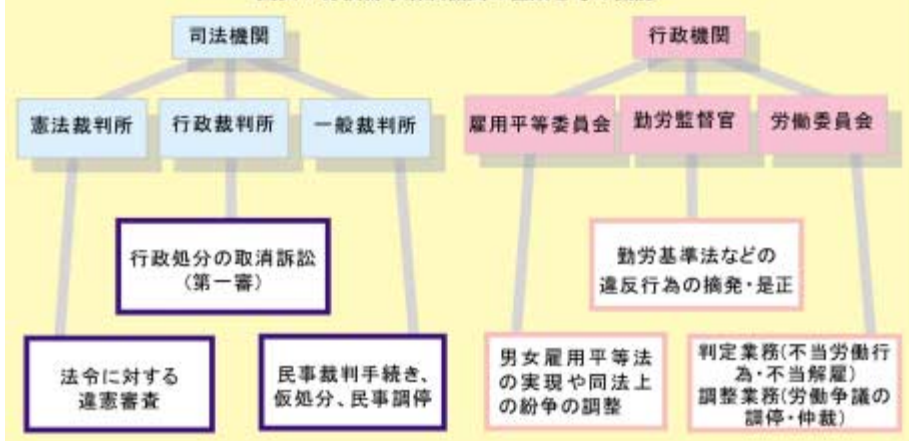 司法機関
行政機関
憲法裁判所
行政裁判所
一般裁判所
雇用平等委員会
勤労監督官
労働委員会
行政処分の取消訴訟
(第一審)
勤労基準法などの
違反行為の摘発・是正
法令に対する
違憲審査
民事裁判手続き、
仮処分、民事調停
男女雇用平等法
の実現や同法上
の紛争の調整
判定業務(不当労働行
為・不当解雇)
調整業務(労働争議の
調停・仲裁)